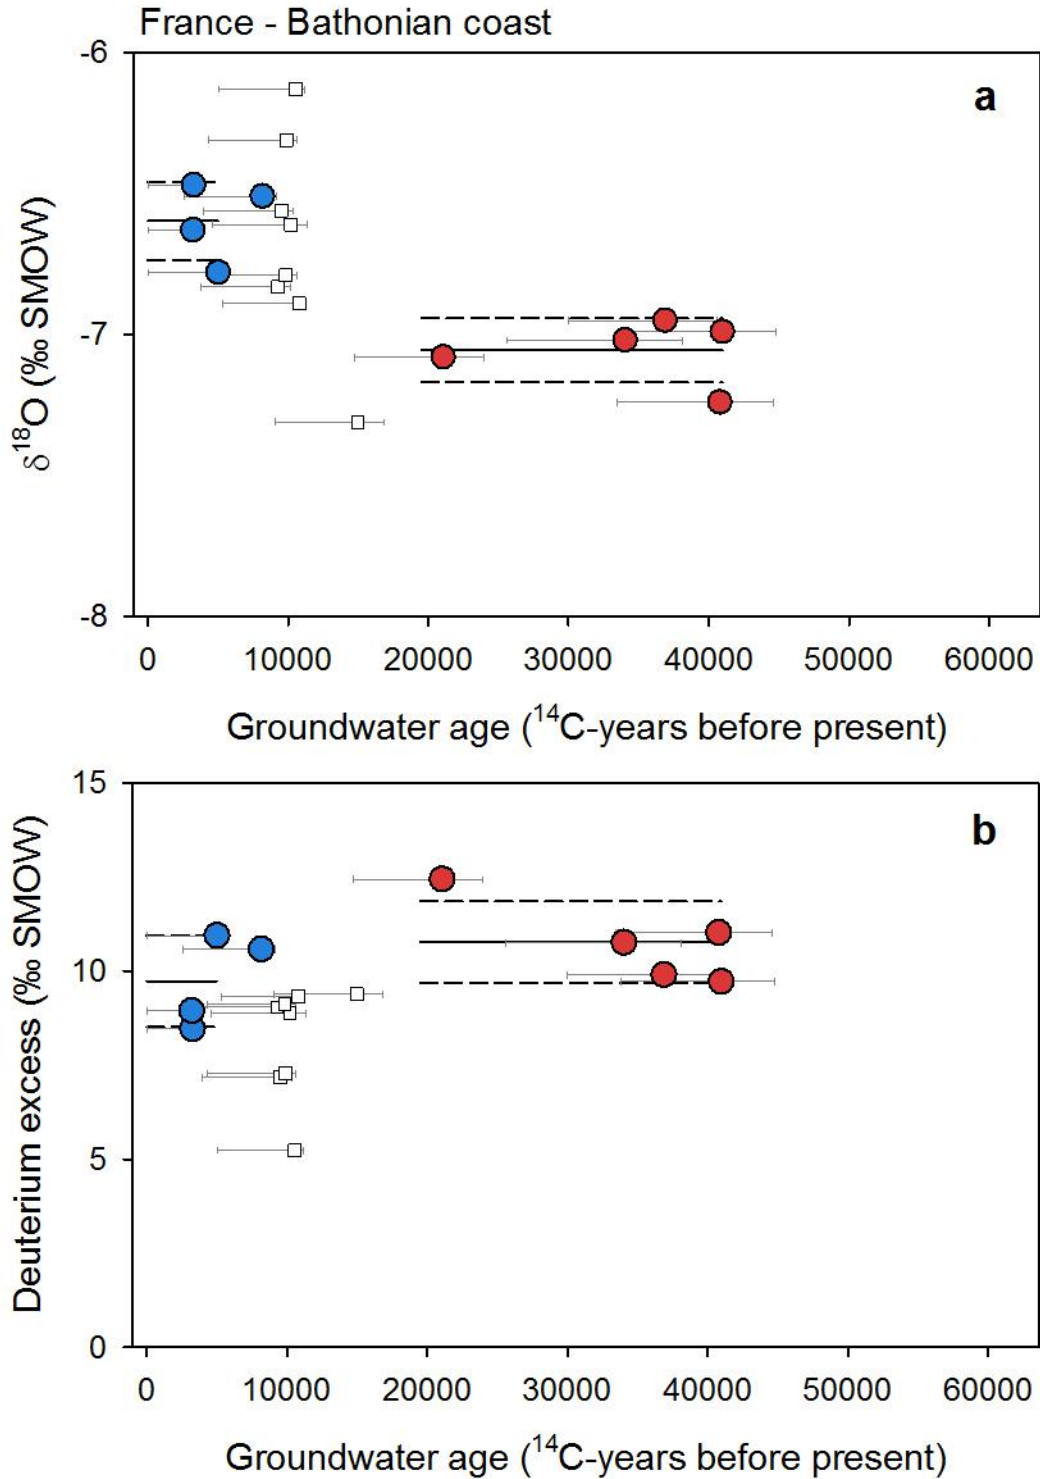 France - Bathonian coast
a
-6
-7
-8
δ¹⁸O (‰ SMOW)
0 10000 20000 30000 40000 50000 60000
Groundwater age (¹⁴C-years before present)
b
15
10
5
0
Deuterium excess (‰ SMOW)
0 10000 20000 30000 40000 50000 60000
Groundwater age (¹⁴C-years before present)